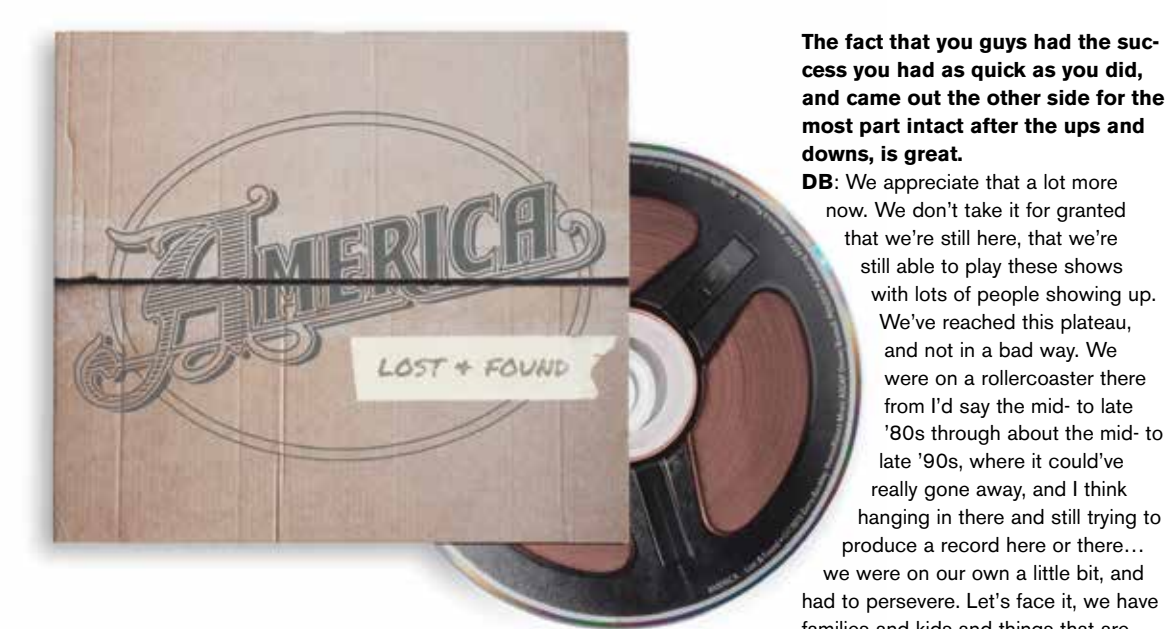 AMERICA
LOST & FOUND
The fact that you guys had the suc-
cess you had as quick as you did,
and came out the other side for the
most part intact after the ups and
downs, is great.
DB: We appreciate that a lot more
now. We don’t take it for granted
that we’re still here, that we’re
still able to play these shows
with lots of people showing up.
We’ve reached this plateau,
and not in a bad way. We
were on a rollercoaster there
from I’d say the mid- to late
’80s through about the mid- to
late ’90s, where it could’ve
really gone away, and I think
hanging in there and still trying to
produce a record here or there…
we were on our own a little bit, and
had to persevere. Let’s face it, we have
families and kids and things that are